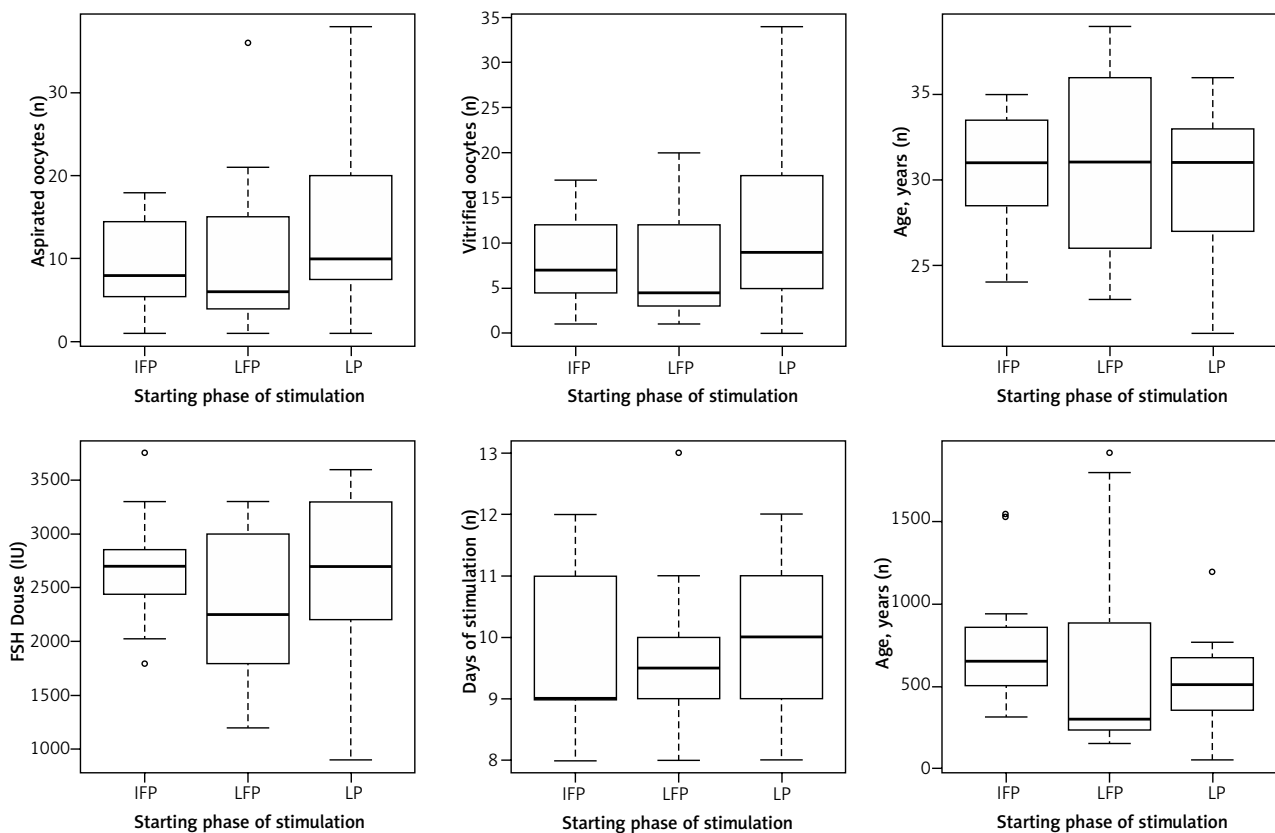 Aspirated oocytes (n)
30
20
10
0
IFP LFP LP
Starting phase of stimulation
Vitrified oocytes (n)
35
30
25
20
15
10
5
0
IFP LFP LP
Starting phase of stimulation
Age, years (n)
35
30
25
IFP LFP LP
Starting phase of stimulation
FSH Douse (IU)
3500
3000
2500
2000
1500
1000
IFP LFP LP
Starting phase of stimulation
Days of stimulation (n)
13
12
11
10
9
8
IFP LFP LP
Starting phase of stimulation
Age, years (n)
1500
1000
500
0
IFP LFP LP
Starting phase of stimulation